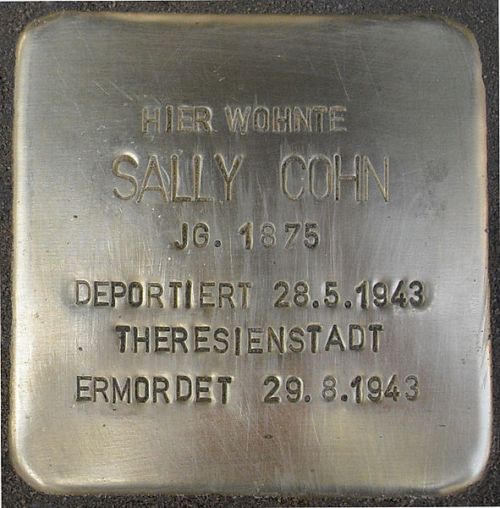 HIER WOHNTE
SALLY COHN
JG. 1875
DEPORTIERT 28.5.1943
THERESIENSTADT
ERMORDET 29.8.1943